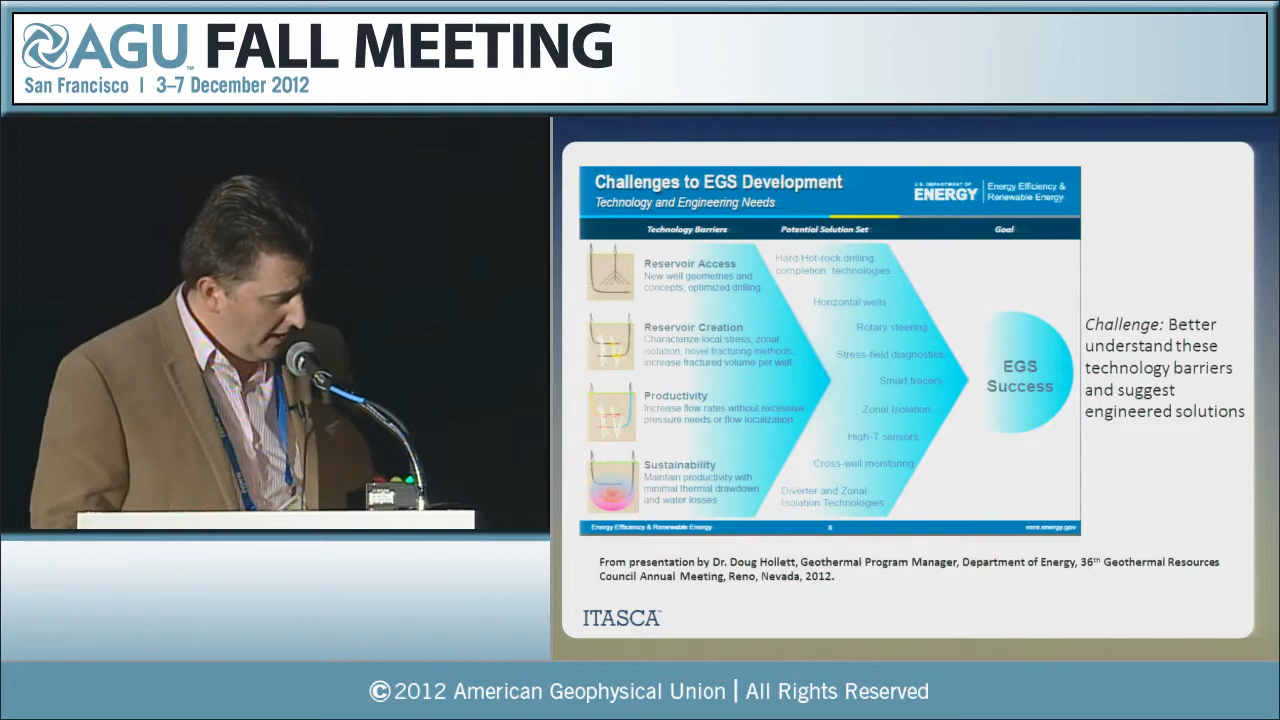 AGU™ FALL MEETING
San Francisco | 3–7 December 2012
Challenges to EGS Development
Technology and Engineering Needs
U.S. DEPARTMENT OF
ENERGY
Energy Efficiency &
Renewable Energy
Technology Barriers
Potential Solution Set
Goal
Reservoir Access
New well geometries and
concepts, optimized drilling
Reservoir Creation
Characterize local stress, zonal
isolation, novel fracturing methods,
increase fractured volume per well
Productivity
Increase flow rates without excessive
pressure needs or flow localization
Sustainability
Maintain productivity with
minimal thermal drawdown
and water losses
Hard/Hot-rock drilling,
completion technologies
Horizontal wells
Rotary steering
Stress-field diagnostics
Smart tracers
Zonal Isolation
High-T sensors
Cross-well monitoring
Diverter and Zonal
Isolation Technologies
EGS
Success
Energy Efficiency & Renewable Energy
8
eere.energy.gov
Challenge: Better
understand these
technology barriers
and suggest
engineered solutions
From presentation by Dr. Doug Hollett, Geothermal Program Manager, Department of Energy, 36th Geothermal Resources
Council Annual Meeting, Reno, Nevada, 2012.
ITASCA™
©2012 American Geophysical Union | All Rights Reserved